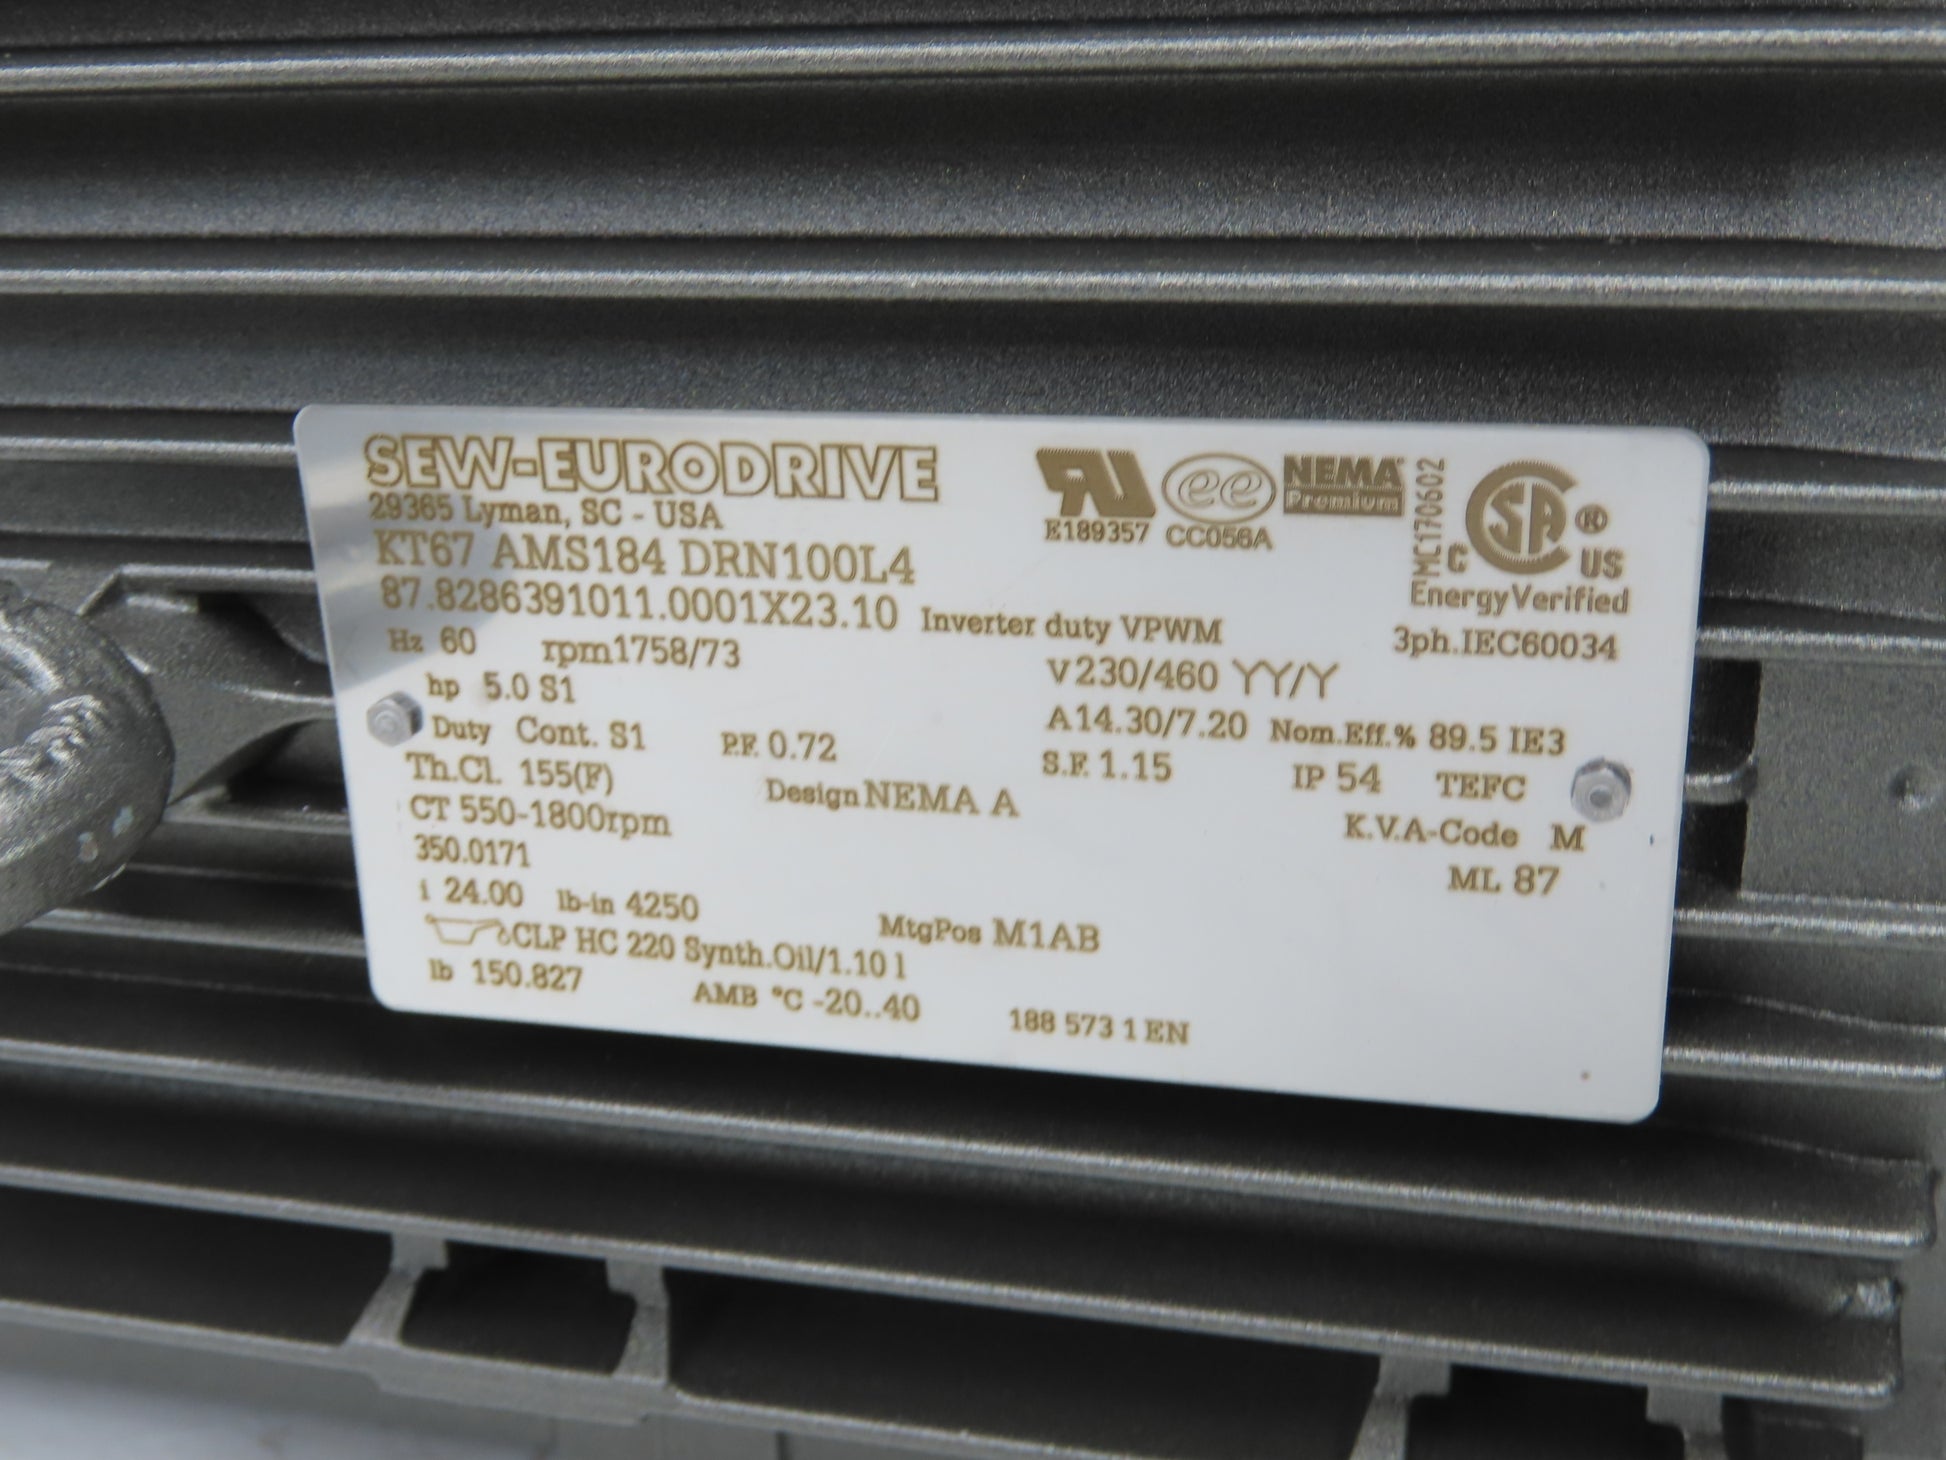 SEW-EURODRIVE
29365 Lyman, SC - USA
KT67 AMS184 DRN100L4
87.8286391011.0001X23.10 Inverter duty VPWM
E189357 CC056A
ee
NEMA Premium
MC170602
C SA ® US
Energy Verified
3ph.IEC60034
Hz 60 rpm1758/73 V230/460 YY/Y
hp 5.0 S1 A14.30/7.20 Nom.Eff.% 89.5 IE3
Duty Cont. S1 P.F. 0.72 S.F. 1.15 IP 54 TEFC
Th.Cl. 155(F) Design NEMA A K.V.A-Code M
CT 550-1800rpm ML 87
350.0171
i 24.00 lb-in 4250 MtgPos M1AB
CLP HC 220 Synth.Oil/1.10 l
lb 150.827 AMB °C -20..40 188 573 1 EN